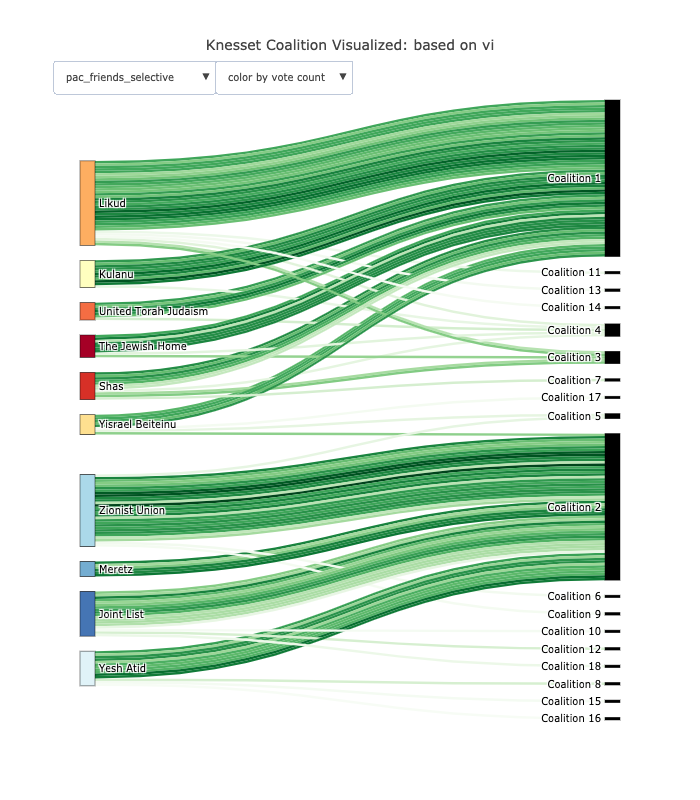 Knesset Coalition Visualized: based on vi
pac_friends_selective ▼
color by vote count ▼
Likud
Kulanu
United Torah Judaism
The Jewish Home
Shas
Yisrael Beiteinu
Zionist Union
Meretz
Joint List
Yesh Atid
Coalition 1
Coalition 11
Coalition 13
Coalition 14
Coalition 4
Coalition 3
Coalition 7
Coalition 17
Coalition 5
Coalition 2
Coalition 6
Coalition 9
Coalition 10
Coalition 12
Coalition 18
Coalition 8
Coalition 15
Coalition 16